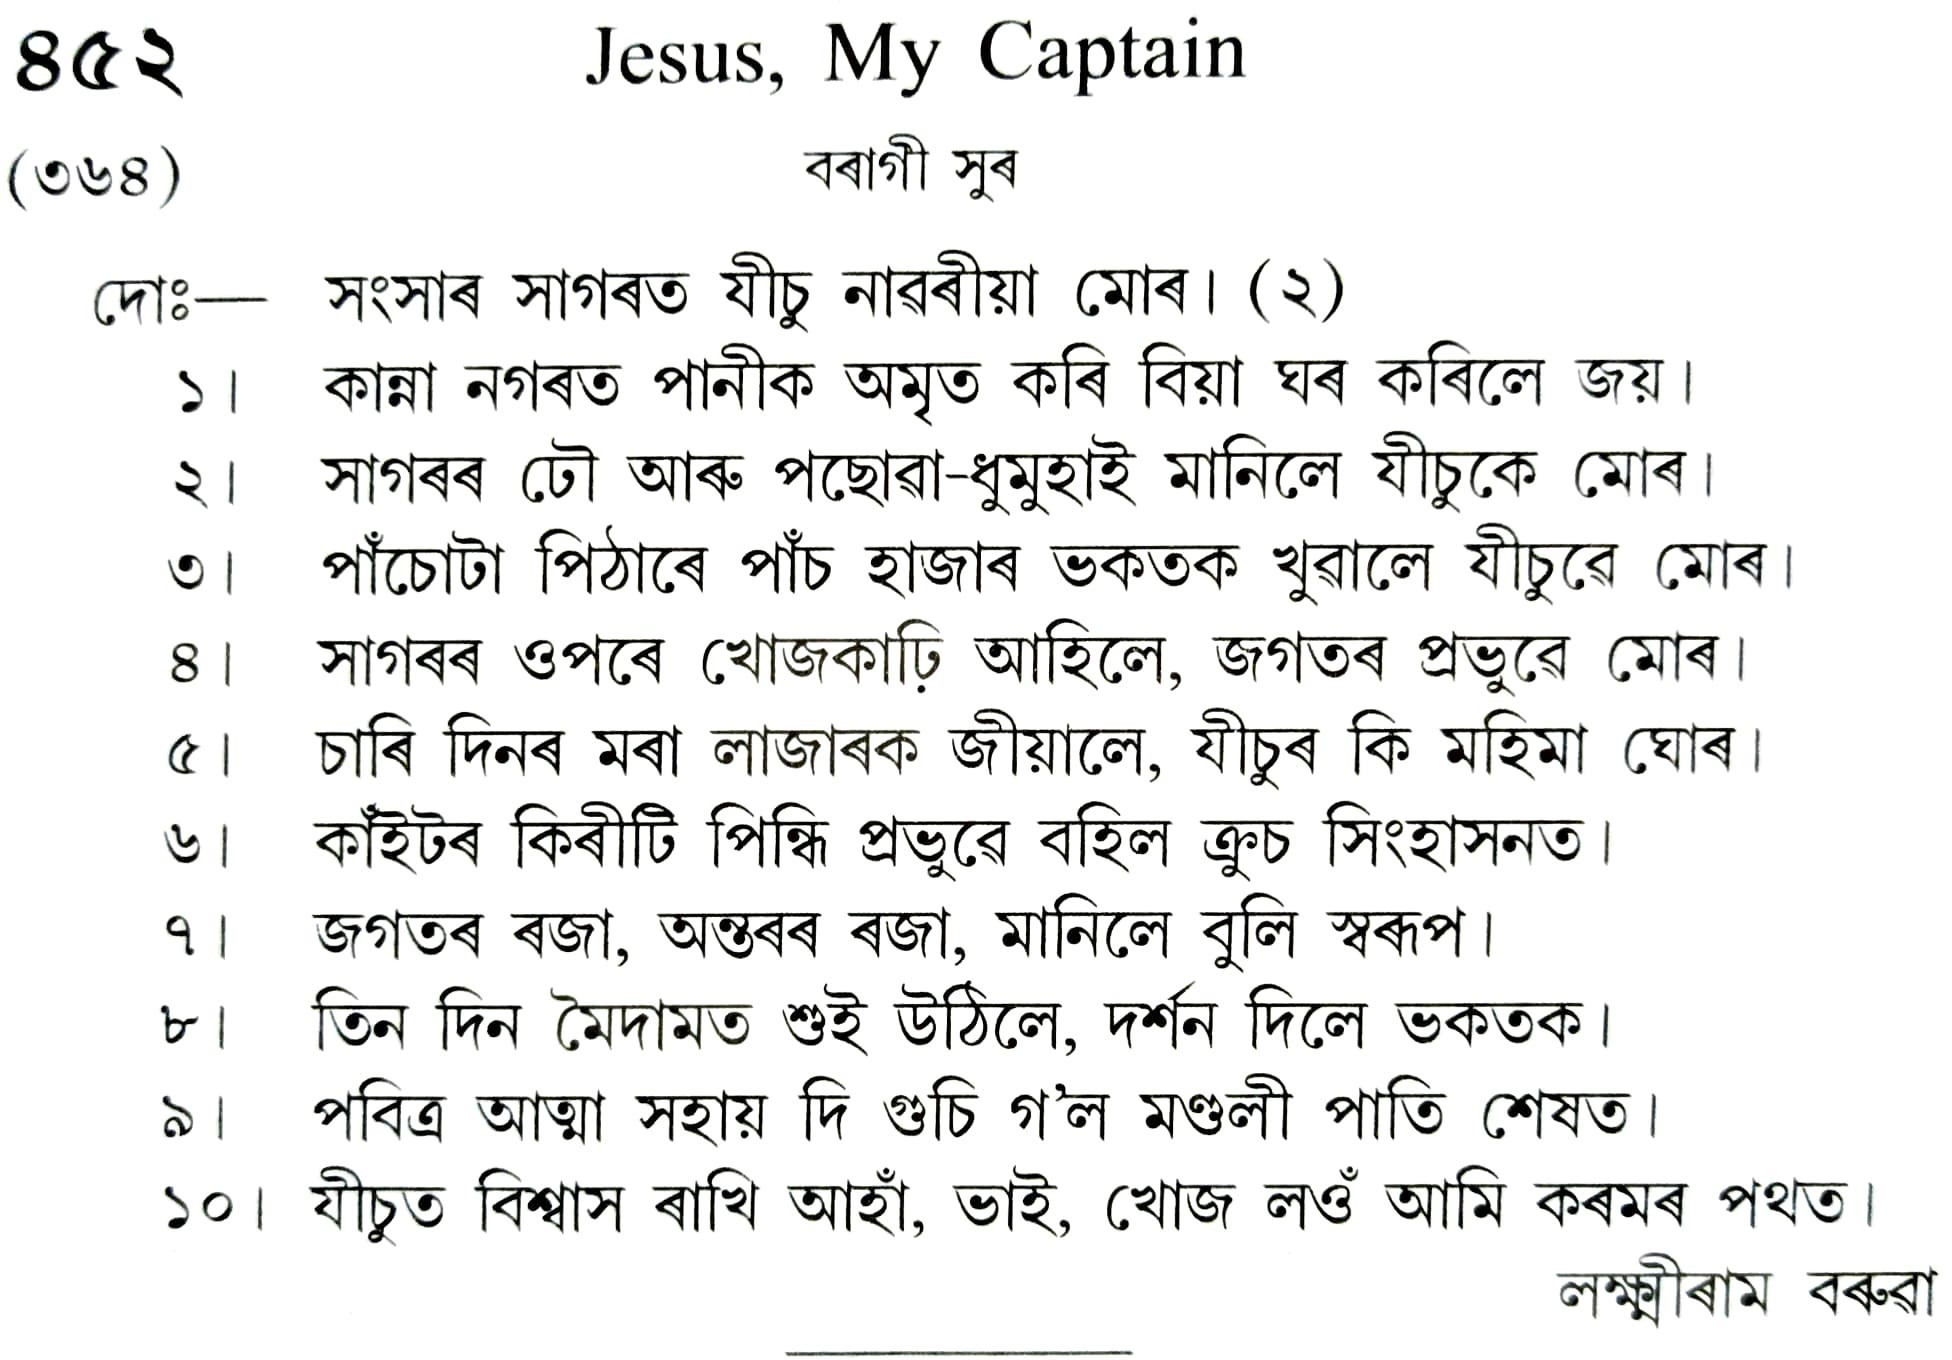 ৪৫২ Jesus, My Captain
(৩৬৪) বৰাগী সুৰ
দোঃ— সংসাৰ সাগৰত যীচু নাৱৰীয়া মোৰ। (২)
১। কান্না নগৰত পানীক অমৃত কৰি বিয়া ঘৰ কৰিলে জয়।
২। সাগৰৰ ঢৌ আৰু পছোৱা-ধুমুহাই মানিলে যীচুকে মোৰ।
৩। পাঁচোটা পিঠাৰে পাঁচ হাজাৰ ভকতক খুৱালে যীচুৱে মোৰ।
৪। সাগৰৰ ওপৰে খোজকাঢ়ি আহিলে, জগতৰ প্ৰভুৱে মোৰ।
৫। চাৰি দিনৰ মৰা লাজাৰক জীয়ালে, যীচুৰ কি মহিমা ঘোৰ।
৬। কাঁইটৰ কিৰীটি পিন্ধি প্ৰভুৱে বহিল ক্ৰুচ সিংহাসনত।
৭। জগতৰ ৰজা, অন্তৰৰ ৰজা, মানিলে বুলি স্বৰূপ।
৮। তিন দিন মৈদামত শুই উঠিলে, দৰ্শন দিলে ভকতক।
৯। পবিত্ৰ আত্মা সহায় দি গুচি গ’ল মণ্ডলী পাতি শেষত।
১০। যীচুত বিশ্বাস ৰাখি আহাঁ, ভাই, খোজ লওঁ আমি কৰমৰ পথত।
লক্ষ্মীৰাম বৰুৱা